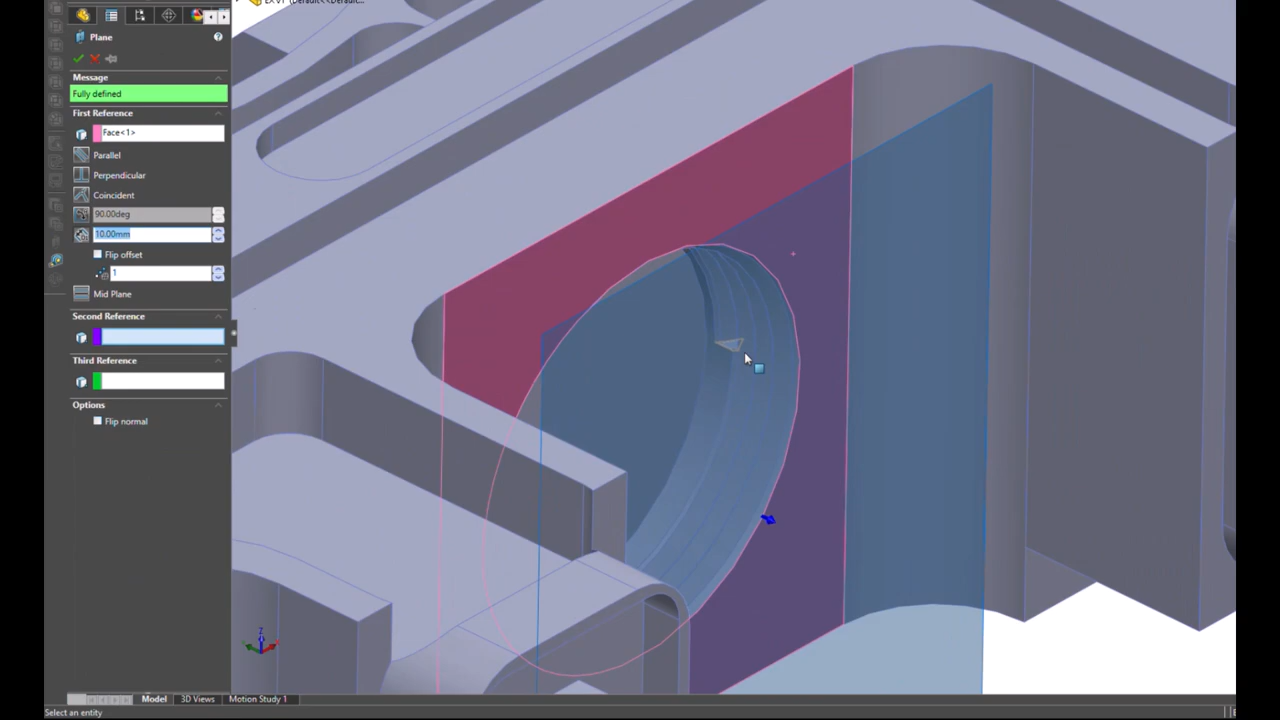 Plane
Message
Fully defined
First Reference
Face<1>
Parallel
Perpendicular
Coincident
90.00deg
10.00mm
Flip offset
1
Mid Plane
Second Reference
Third Reference
Options
Flip normal
Z
Model
3D Views
Motion Study 1
Select an entity